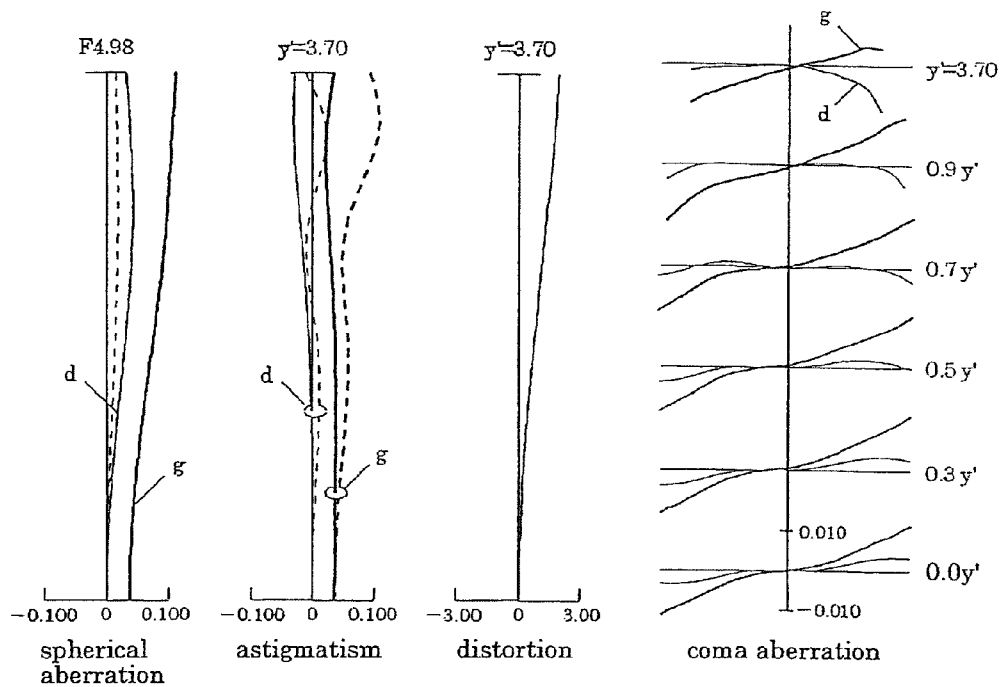 F4.98
y'=3.70
y'=3.70
g
y'=3.70
d
0.9 y'
0.7 y'
d
0.5 y'
g
g
0.3 y'
0.010
0.0 y'
−0.100 0 0.100
−0.100 0 0.100
−3.00 0 3.00
−0.010
spherical
aberration
astigmatism
distortion
coma aberration
d